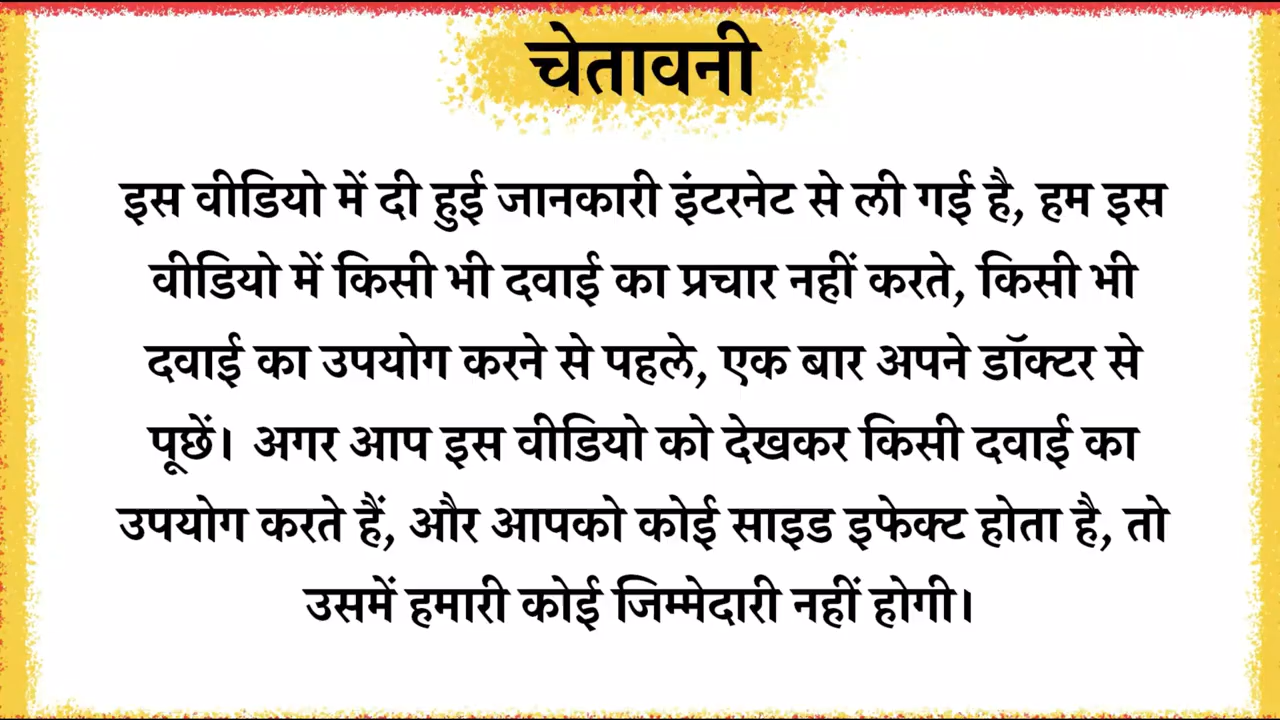 चेतावनी
इस वीडियो में दी हुई जानकारी इंटरनेट से ली गई है, हम इस
वीडियो में किसी भी दवाई का प्रचार नहीं करते, किसी भी
दवाई का उपयोग करने से पहले, एक बार अपने डॉक्टर से
पूछें। अगर आप इस वीडियो को देखकर किसी दवाई का
उपयोग करते हैं, और आपको कोई साइड इफेक्ट होता है, तो
उसमें हमारी कोई जिम्मेदारी नहीं होगी।